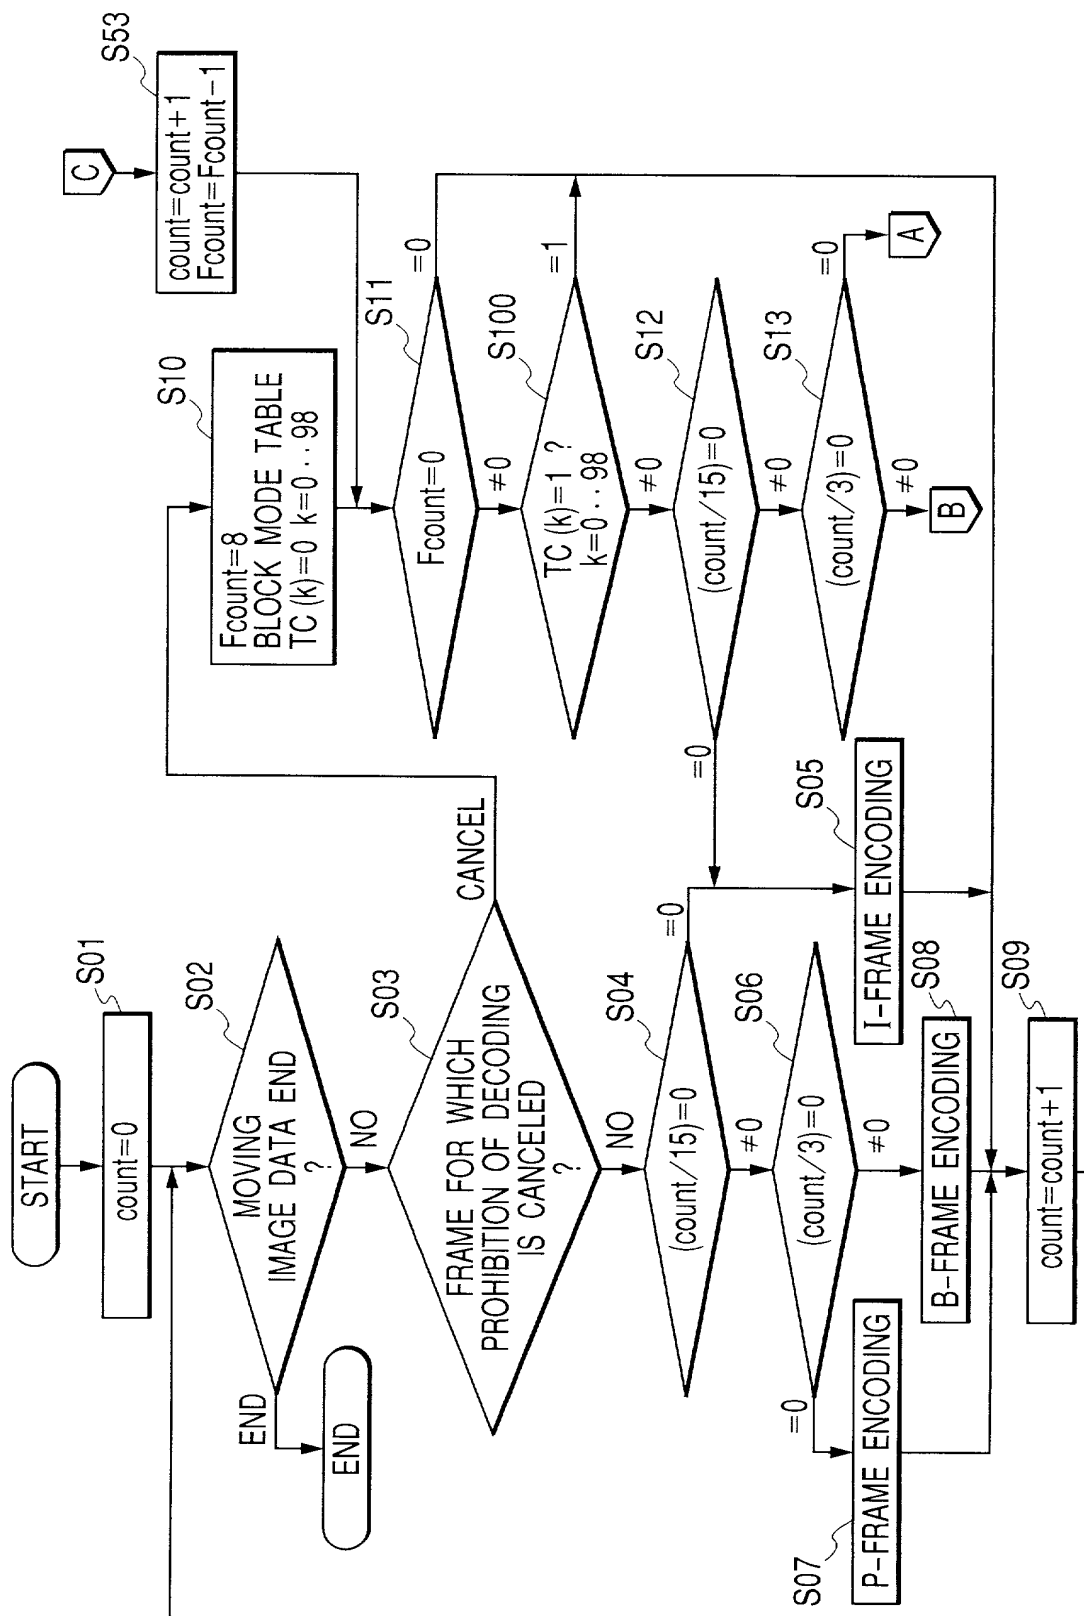 START
S01
count=0
S02
MOVING
IMAGE DATA END
?
END
END
NO
S03
FRAME FOR WHICH
PROHIBITION OF DECODING
IS CANCELED
?
CANCEL
NO
S04
(count/15)=0
=0
≠0
S06
(count/3)=0
=0
≠0
S07
P-FRAME ENCODING
S05
I-FRAME ENCODING
S08
B-FRAME ENCODING
S09
count=count+1
C
S53
count=count+1
Fcount=Fcount-1
S10
Fcount=8
BLOCK MODE TABLE
TC(k)=0 k=0··98
S11
Fcount=0
=0
≠0
S100
TC(k)=1 ?
k=0··98
=1
≠0
S12
(count/15)=0
=0
≠0
S13
(count/3)=0
=0
A
≠0
B